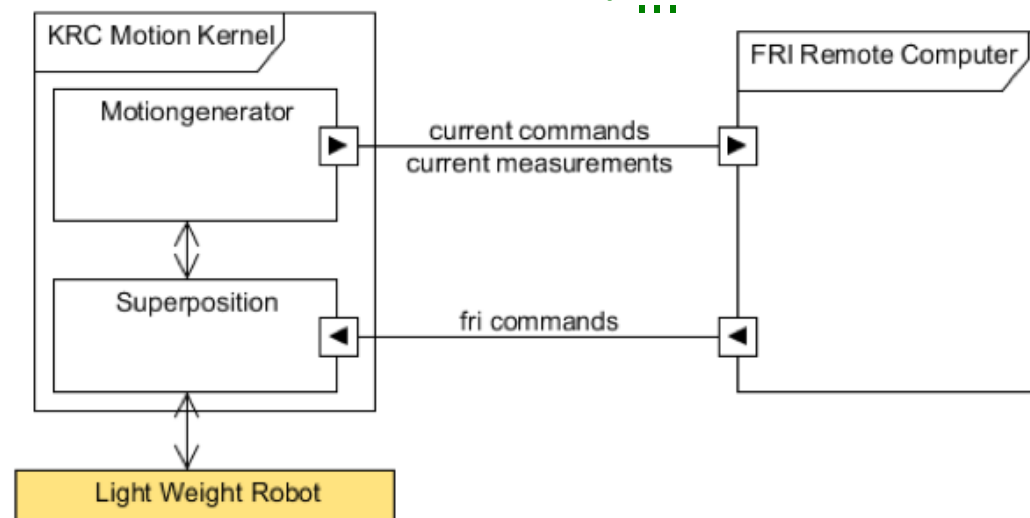 KRC Motion Kernel
FRI Remote Computer
Motiongenerator
current commands
current measurements
Superposition
fri commands
Light Weight Robot